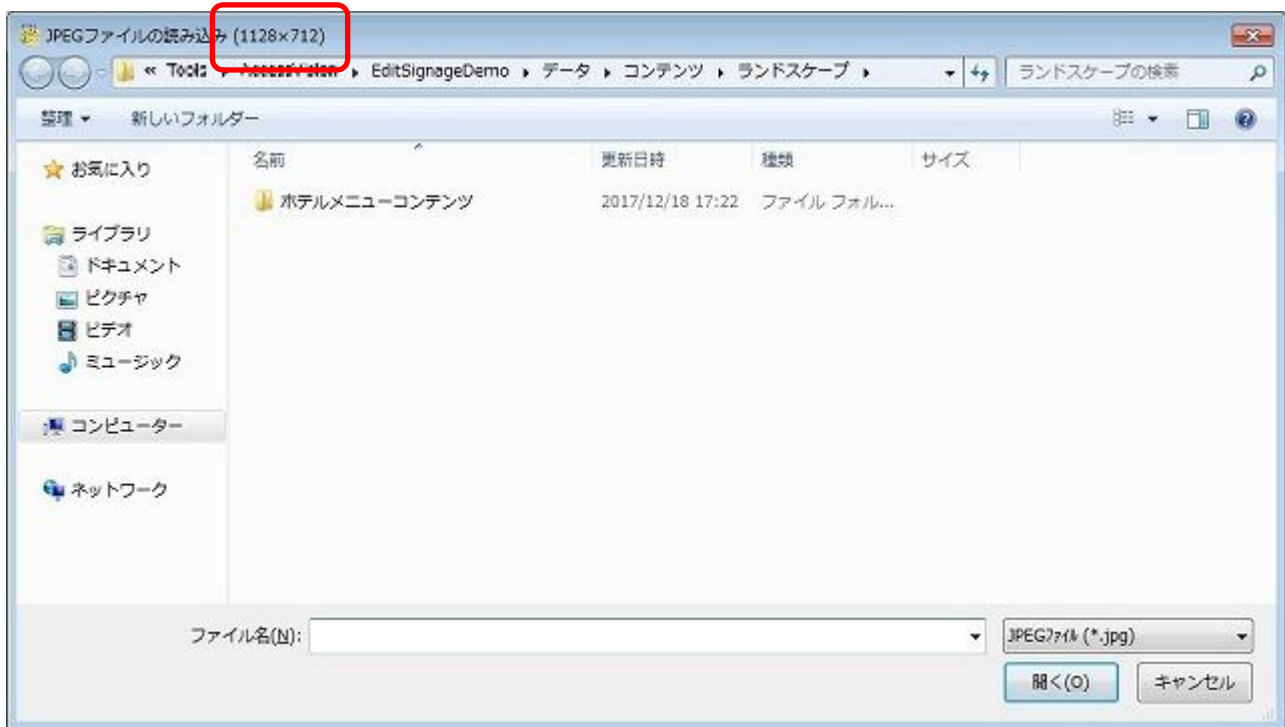 JPEGファイルの読み込み (1128×712)
« Tools ▸ AccessVision ▸ EditSignageDemo ▸ データ ▸ コンテンツ ▸ ランドスケープ ▸ ランドスケープの検索
整理 新しいフォルダー
名前 更新日時 種類 サイズ
お気に入り
ホテルメニューコンテンツ 2017/12/18 17:22 ファイル フォル...
ライブラリ
ドキュメント
ピクチャ
ビデオ
ミュージック
コンピューター
ネットワーク
ファイル名(N): JPEGファイル (*.jpg)
開く(O) キャンセル